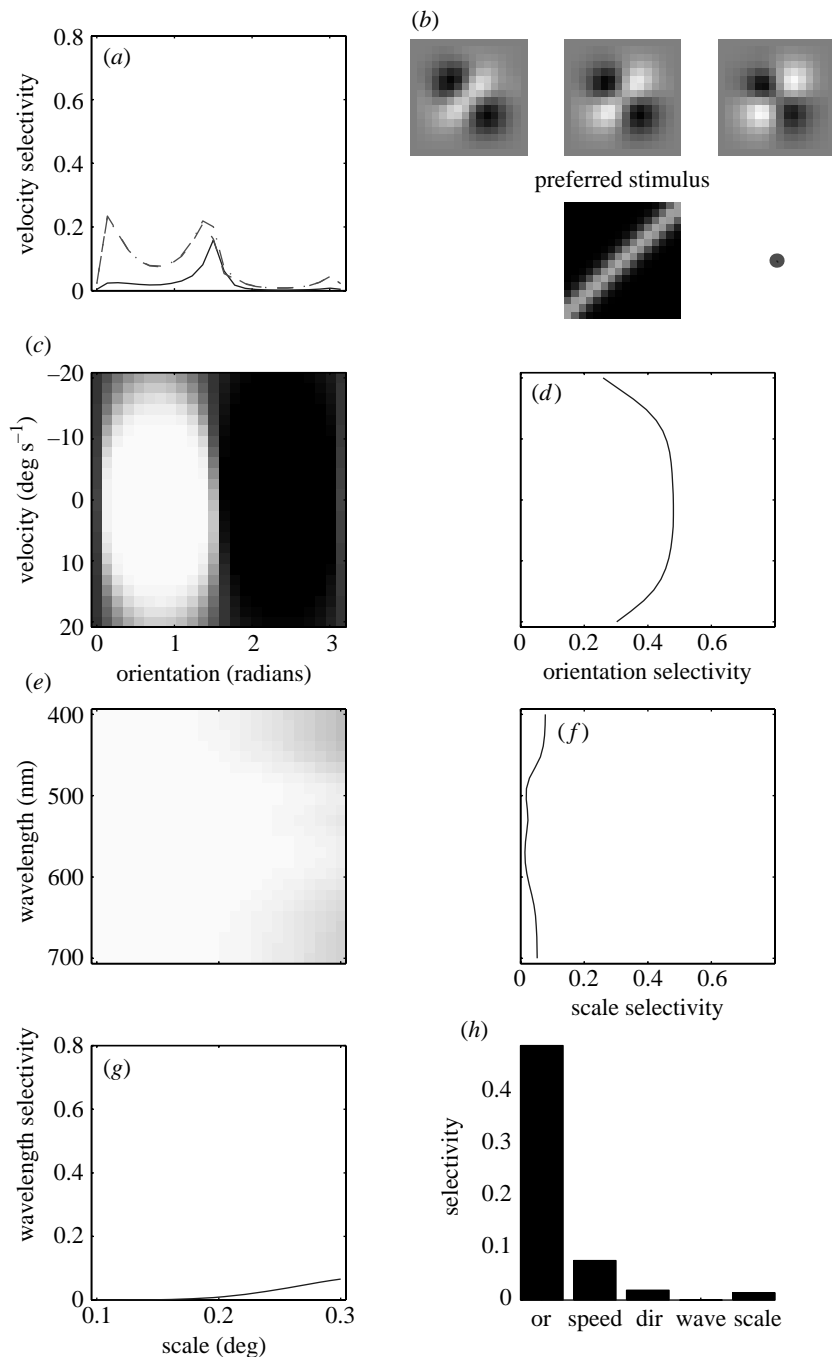 (a)
velocity selectivity
0.8
0.6
0.4
0.2
0
(b)
preferred stimulus
(c)
velocity (deg s⁻¹)
–20
–10
0
10
20
0 1 2 3
orientation (radians)
(d)
0 0.2 0.4 0.6
orientation selectivity
(e)
wavelength (nm)
400
500
600
700
(f)
0 0.2 0.4 0.6
scale selectivity
(g)
wavelength selectivity
0.8
0.6
0.4
0.2
0
0.1 0.2 0.3
scale (deg)
(h)
selectivity
0.4
0.3
0.2
0.1
0
or speed dir wave scale